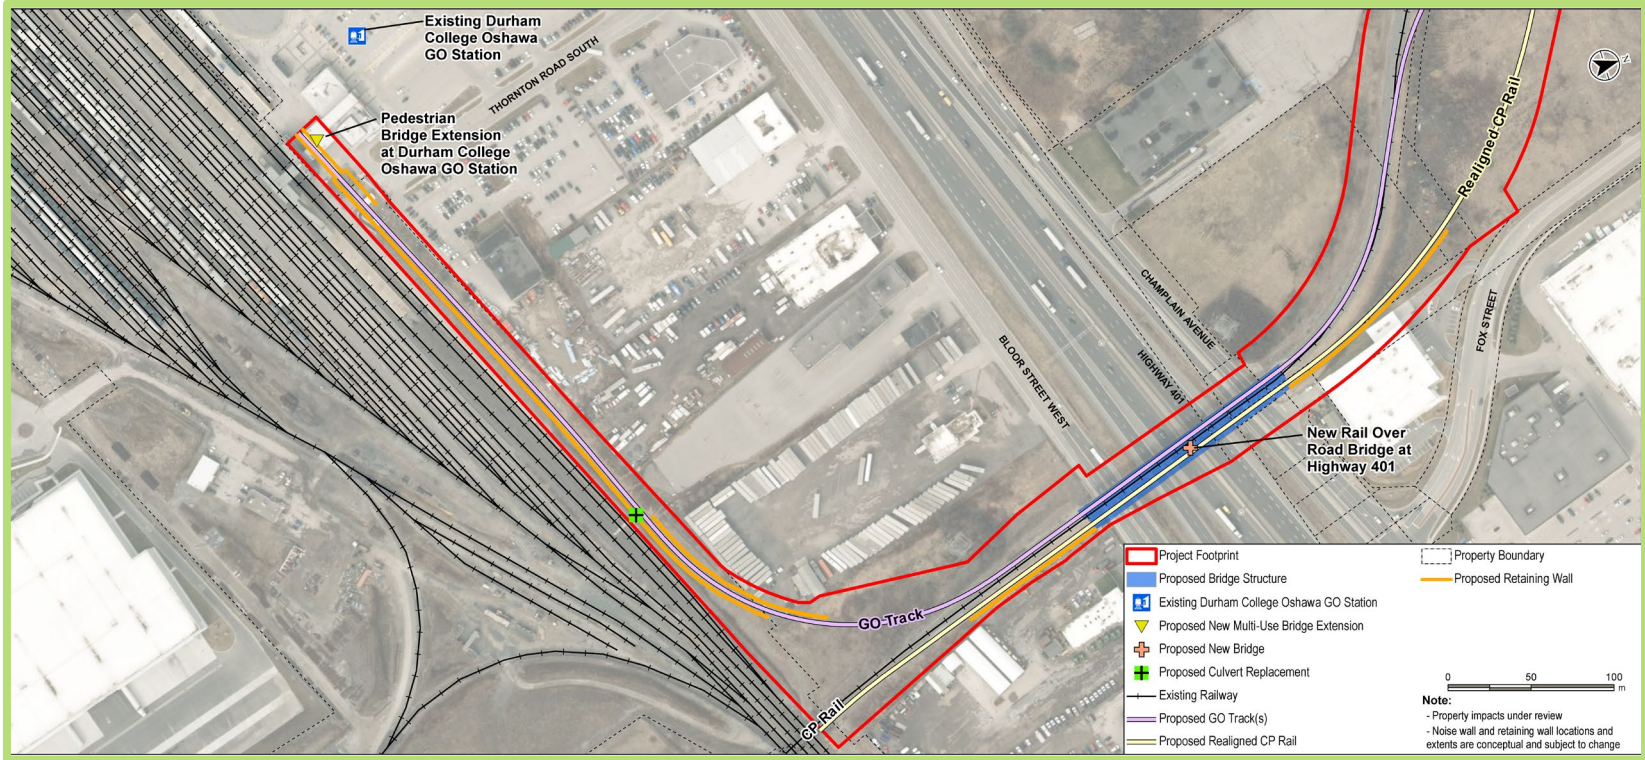 Existing Durham
College Oshawa
GO Station
THORNTON ROAD SOUTH
Pedestrian
Bridge Extension
at Durham College
Oshawa GO Station
N
Realigned CP Rail
CHAMPLAIN AVENUE
HIGHWAY 401
BLOOR STREET WEST
FOX STREET
New Rail Over
Road Bridge at
Highway 401
GO Track
CP Rail
Project Footprint
Proposed Bridge Structure
Existing Durham College Oshawa GO Station
Proposed New Multi-Use Bridge Extension
Proposed New Bridge
Proposed Culvert Replacement
Existing Railway
Proposed GO Track(s)
Proposed Realigned CP Rail
Property Boundary
Proposed Retaining Wall
0 50 100
m
Note:
- Property impacts under review
- Noise wall and retaining wall locations and
extents are conceptual and subject to change